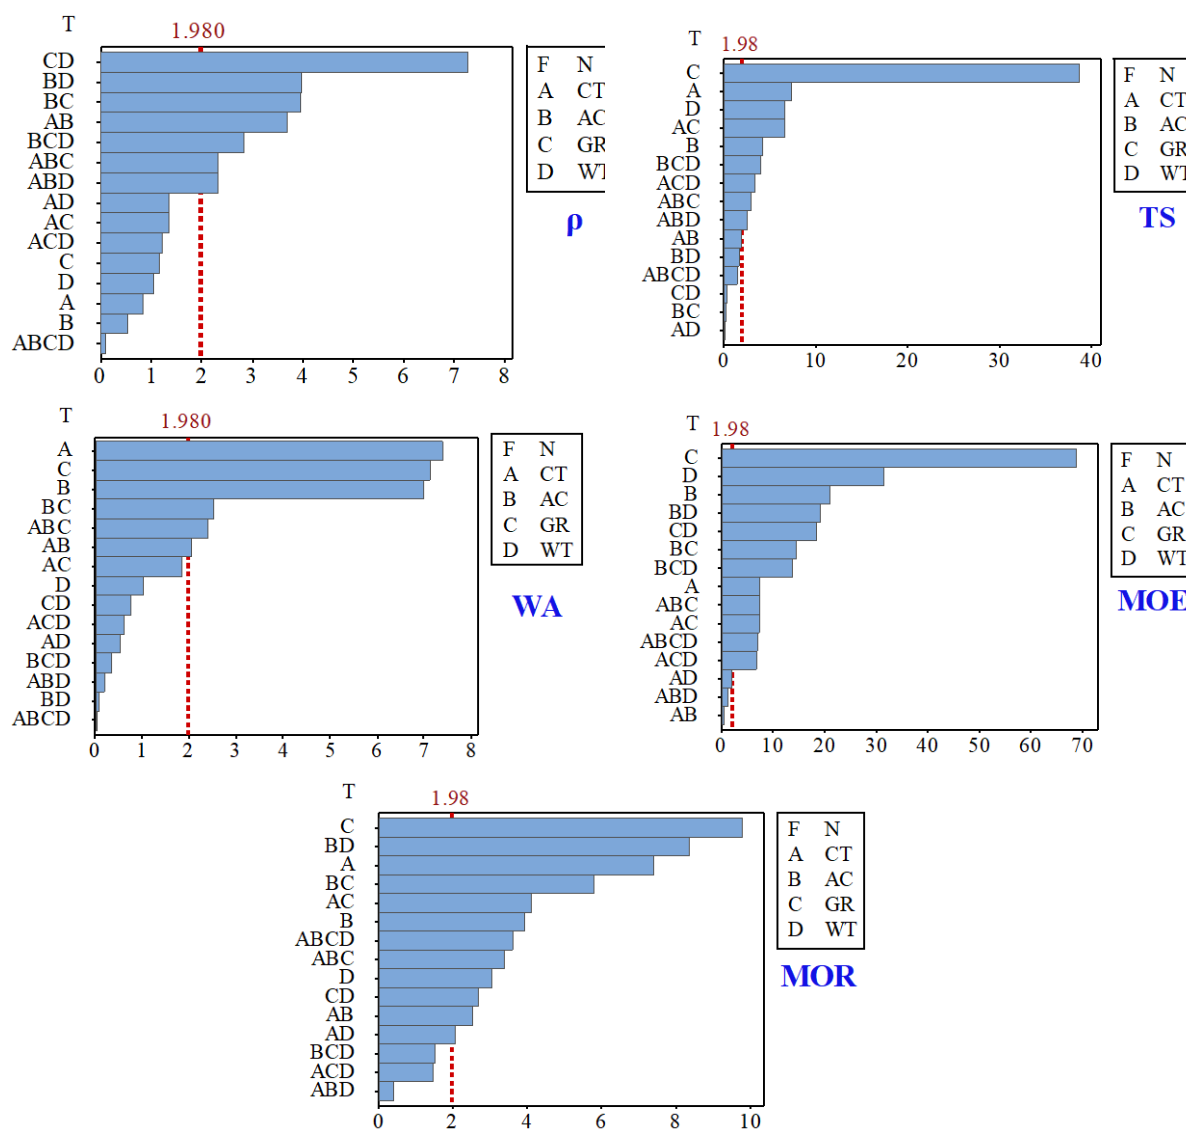 T
1.980
CD
BD
BC
AB
BCD
ABC
ABD
AD
AC
ACD
C
D
A
B
ABCD
0 1 2 3 4 5 6 7 8
F N
A CT
B AC
C GR
D WT
ρ
T
1.98
C
A
D
AC
B
BCD
ACD
ABC
ABD
AB
BD
ABCD
CD
BC
AD
0 10 20 30 40
F N
A CT
B AC
C GR
D WT
TS
T
1.980
A
C
B
BC
ABC
AB
AC
D
CD
ACD
AD
BCD
ABD
BD
ABCD
0 1 2 3 4 5 6 7 8
F N
A CT
B AC
C GR
D WT
WA
T
1.98
C
D
B
BD
CD
BC
BCD
A
ABC
AC
ABCD
ACD
AD
ABD
AB
0 10 20 30 40 50 60 70
F N
A CT
B AC
C GR
D WT
MOE
T
1.98
C
BD
A
BC
AC
B
ABCD
ABC
D
CD
AB
AD
BCD
ACD
ABD
0 2 4 6 8 10
F N
A CT
B AC
C GR
D WT
MOR